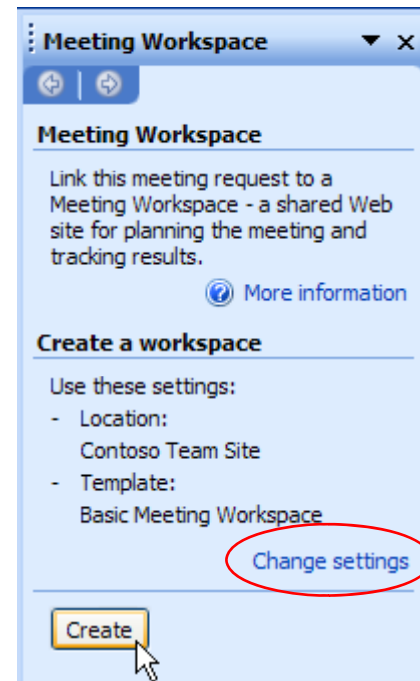 Meeting Workspace
Meeting Workspace
Link this meeting request to a
Meeting Workspace - a shared Web
site for planning the meeting and
tracking results.
More information
Create a workspace
Use these settings:
- Location:
Contoso Team Site
- Template:
Basic Meeting Workspace
Change settings
Create